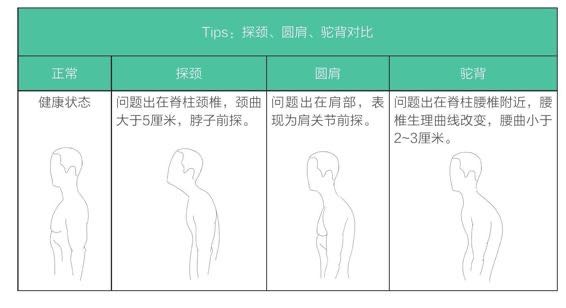 Tips：探颈、圆肩、驼背对比
正常
探颈
圆肩
驼背
健康状态
问题出在脊柱颈椎，颈曲
大于5厘米，脖子前探。
问题出在肩部，表
现为肩关节前探。
问题出在脊柱腰椎附近，腰
椎生理曲线改变，腰曲小于
2~3厘米。